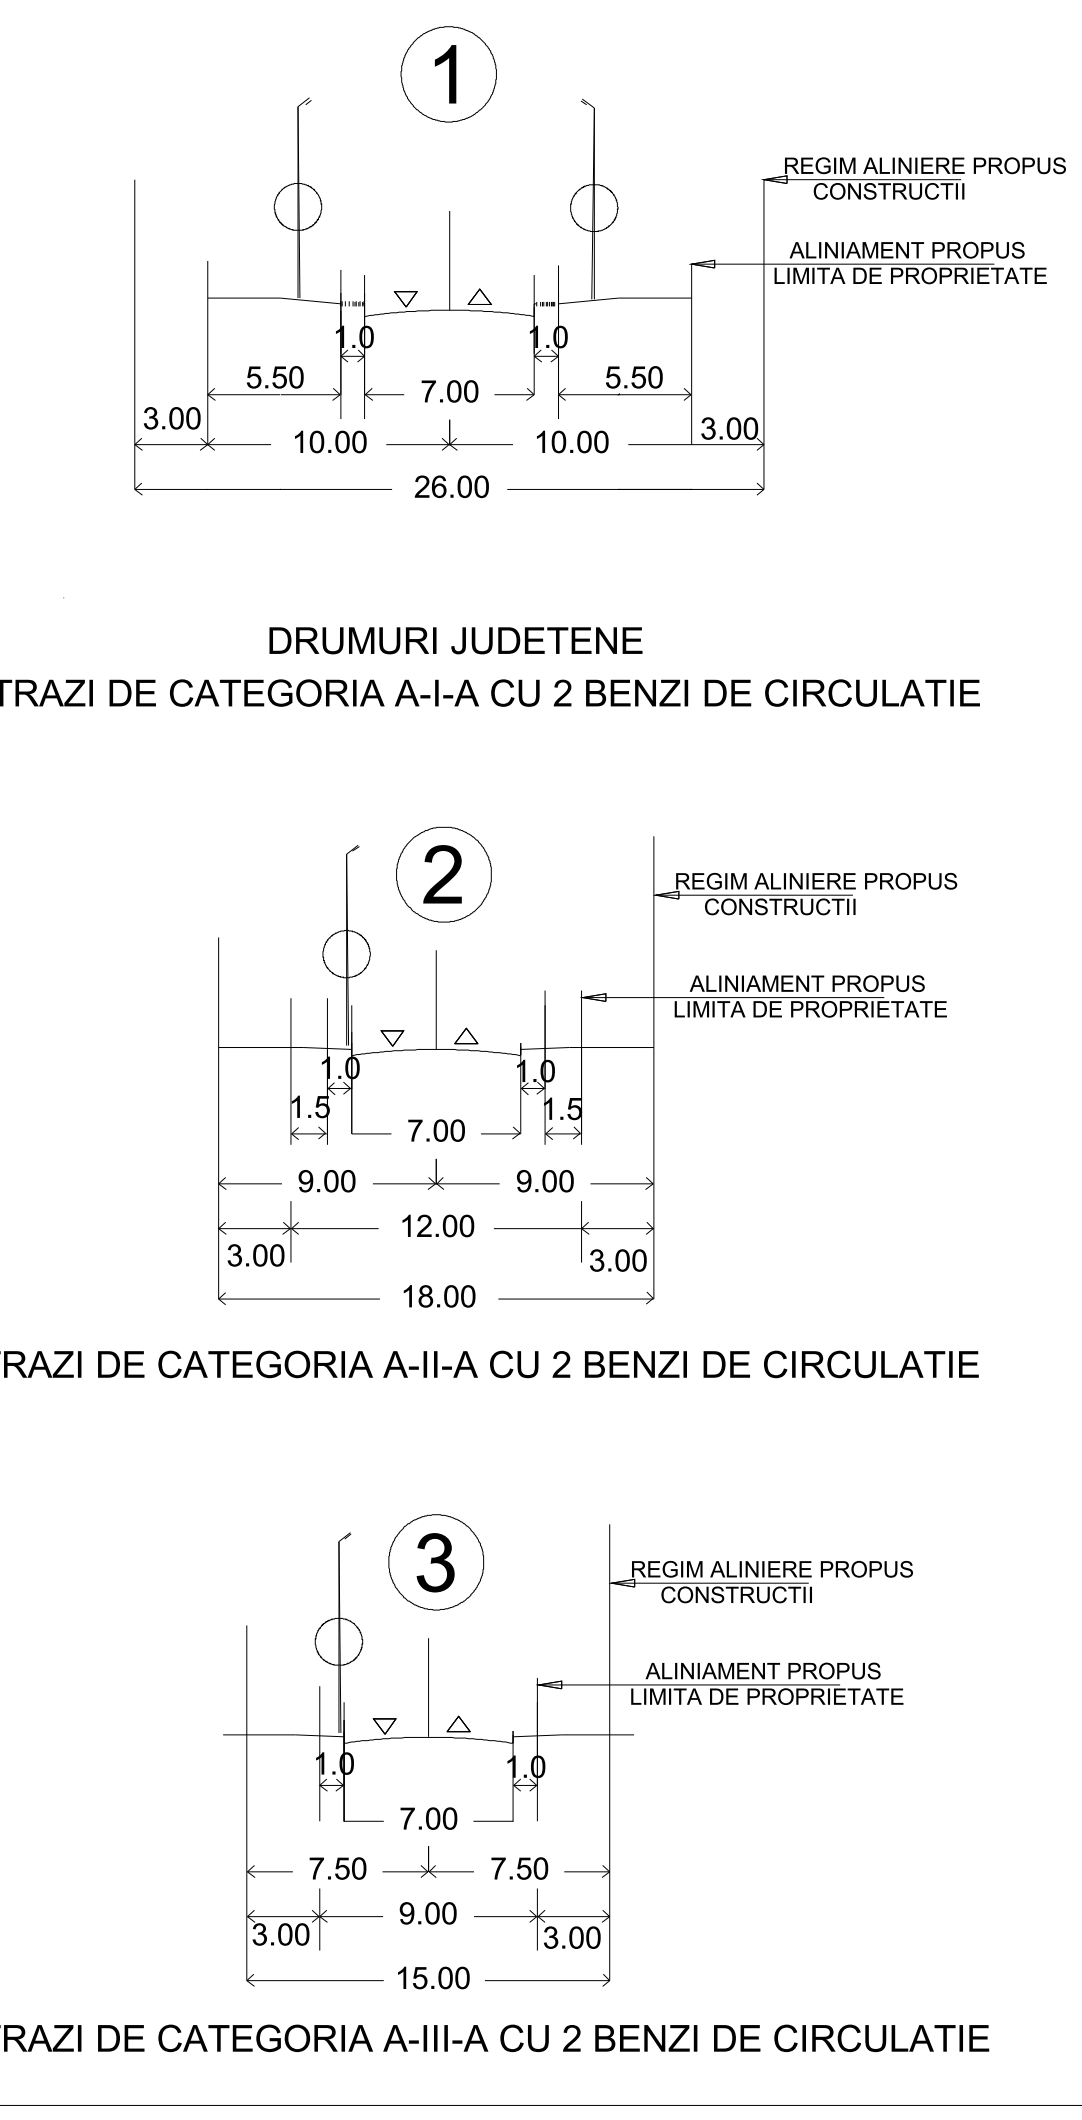 1
REGIM ALINIERE PROPUS
CONSTRUCTII
ALINIAMENT PROPUS
LIMITA DE PROPRIETATE
1.0 1.0
5.50 7.00 5.50
3.00 10.00 10.00 3.00
26.00
DRUMURI JUDETENE
TRAZI DE CATEGORIA A-I-A CU 2 BENZI DE CIRCULATIE
2
REGIM ALINIERE PROPUS
CONSTRUCTII
ALINIAMENT PROPUS
LIMITA DE PROPRIETATE
1.0 1.0
1.5 1.5
7.00
9.00 9.00
12.00
3.00 3.00
18.00
TRAZI DE CATEGORIA A-II-A CU 2 BENZI DE CIRCULATIE
3
REGIM ALINIERE PROPUS
CONSTRUCTII
ALINIAMENT PROPUS
LIMITA DE PROPRIETATE
1.0 1.0
7.00
7.50 7.50
9.00
3.00 3.00
15.00
TRAZI DE CATEGORIA A-III-A CU 2 BENZI DE CIRCULATIE